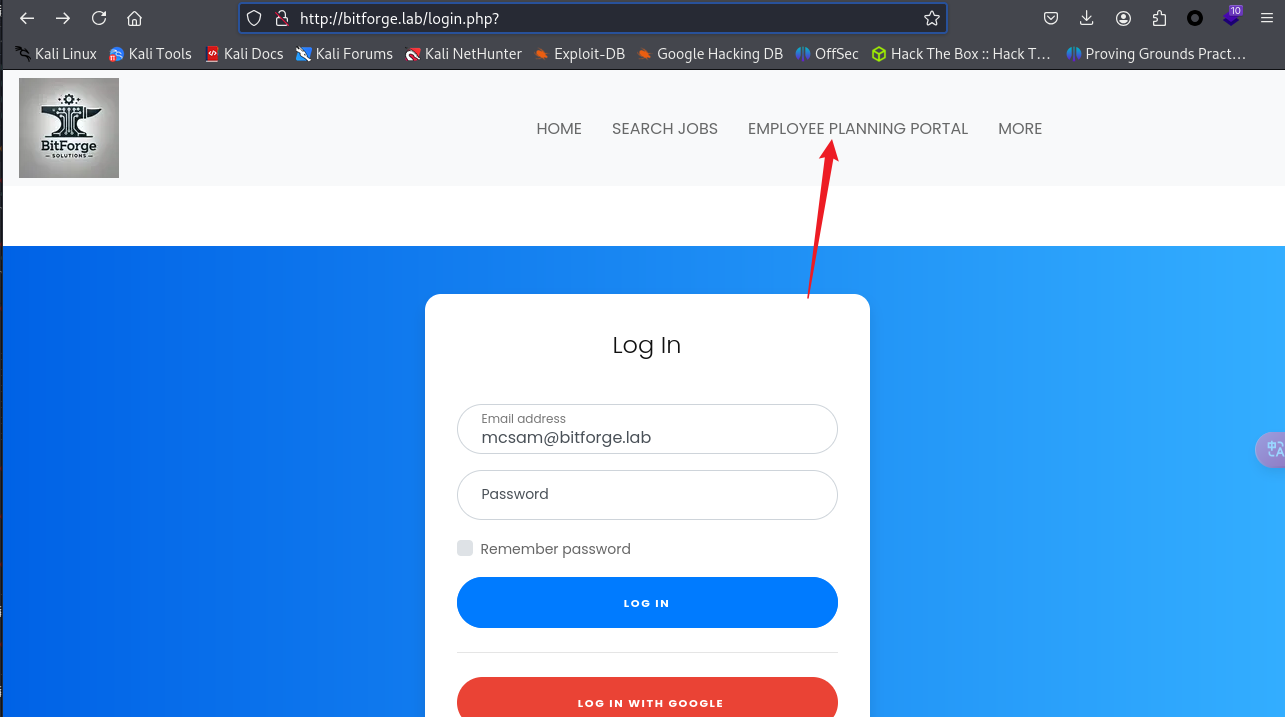 http://bitforge.lab/login.php?
10
Kali Linux Kali Tools Kali Docs Kali Forums Kali NetHunter Exploit-DB Google Hacking DB OffSec Hack The Box :: Hack T... Proving Grounds Pract...
BitForge
SOLUTIONS
HOME SEARCH JOBS EMPLOYEE PLANNING PORTAL MORE
Log In
Email address
mcsam@bitforge.lab
Password
Remember password
LOG IN
LOG IN WITH GOOGLE
中
A